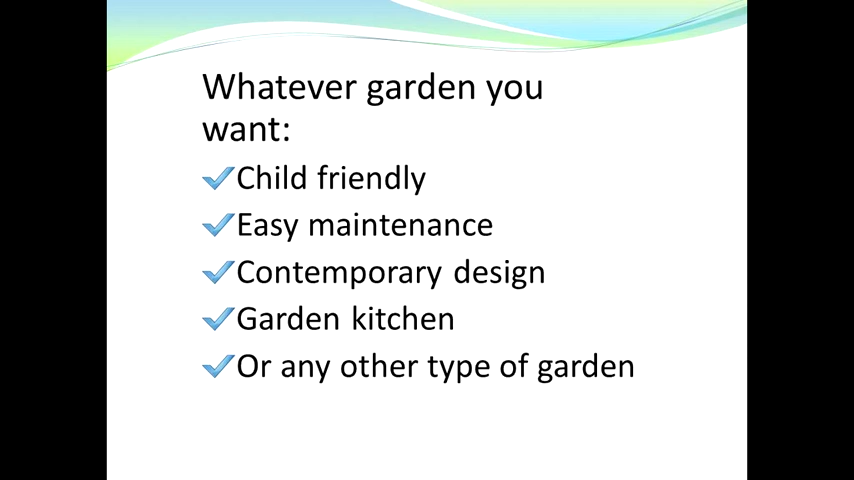 Whatever garden you
want:
Child friendly
Easy maintenance
Contemporary design
Garden kitchen
Or any other type of garden